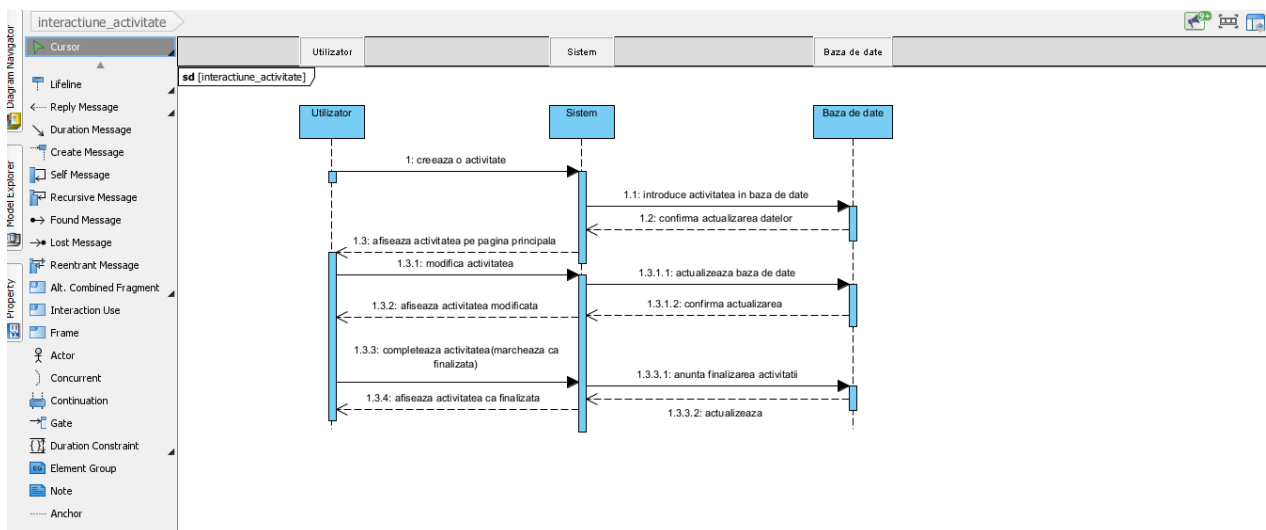 interactiune_activitate
9+
Diagram Navigator
Model Explorer
Property
Cursor
Lifeline
Reply Message
Duration Message
Create Message
Self Message
Recursive Message
Found Message
Lost Message
Reentrant Message
Alt. Combined Fragment
Interaction Use
Frame
Actor
Concurrent
Continuation
Gate
Duration Constraint
Element Group
Note
Anchor
Utilizator
Sistem
Baza de date
sd [interactiune_activitate]
Utilizator
Sistem
Baza de date
1: creeaza o activitate
1.1: introduce activitatea in baza de date
1.2: confirma actualizarea datelor
1.3: afiseaza activitatea pe pagina principala
1.3.1: modifica activitatea
1.3.1.1: actualizeaza baza de date
1.3.1.2: confirma actualizarea
1.3.2: afiseaza activitatea modificata
1.3.3: completeaza activitatea(marcheaza ca
finalizata)
1.3.3.1: anunta finalizarea activitatii
1.3.4: afiseaza activitatea ca finalizata
1.3.3.2: actualizeaza